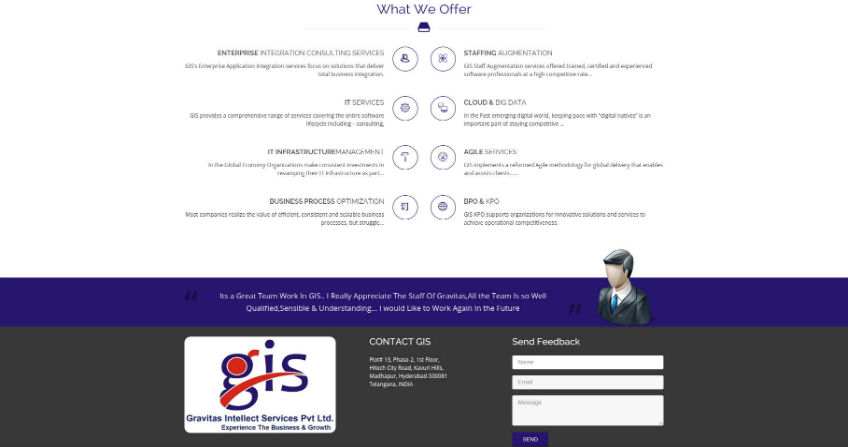 What We Offer
ENTERPRISE INTEGRATION CONSULTING SERVICES
GIS's Enterprise Application Integration services focus on solutions that deliver
total business integration.
STAFFING AUGMENTATION
GIS Staff Augmentation services offered trained, certified and experienced
software professionals at a high competitive rate...
IT SERVICES
GIS provides a comprehensive range of services covering the entire software
lifecycle including – consulting,
CLOUD & BIG DATA
In the Fast emerging digital world, keeping pace with "digital natives" is an
important part of staying competitive ...
IT INFRASTRUCTUREMANAGEMENT
In the Global Economy Organizations make consistent investments in
revamping their IT Infrastructure as part...
AGILE SERVICES
GIS implements a reformed Agile methodology for global delivery that enables
and assists clients......
BUSINESS PROCESS OPTIMIZATION
Most companies realize the value of efficient, consistent and scalable business
processes, but struggle...
BPO & KPO
GIS KPO supports organizations for innovative solutions and services to
achieve operational competitiveness
Its a Great Team Work In GIS.. I Really Appreciate The Staff Of Gravitas,All the Team Is so Well
Qualified,Sensible & Understanding... I would Like to Work Again In the Future
gis
Gravitas Intellect Services Pvt Ltd.
Experience The Business & Growth
CONTACT GIS
Plot# 13, Phase-2, 1st Floor,
Hitech City Road, Kavuri Hills,
Madhapur, Hyderabad-500081
Telangana, INDIA
Send Feedback
Name
Email
Message
SEND